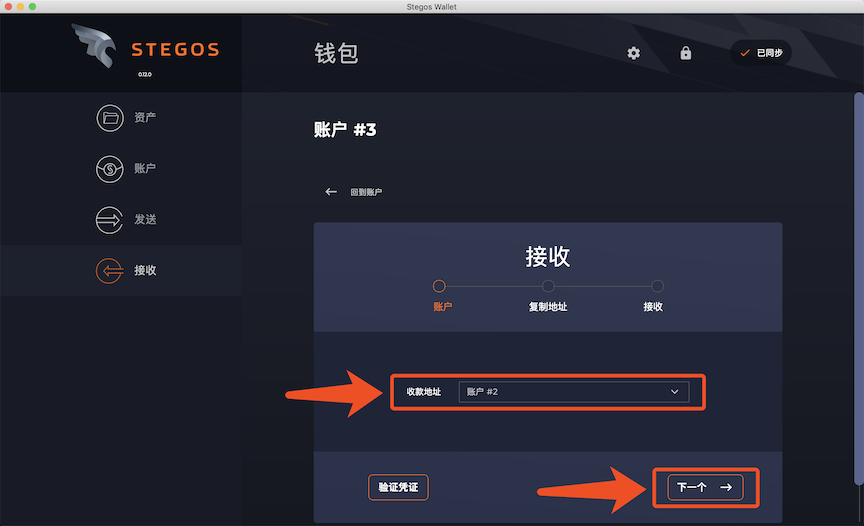 Stegos Wallet
STEGOS
0.12.0
钱包
已同步
资产
账户
发送
接收
账户 #3
回到账户
接收
账户
复制地址
接收
收款地址
账户 #2
验证凭证
下一个